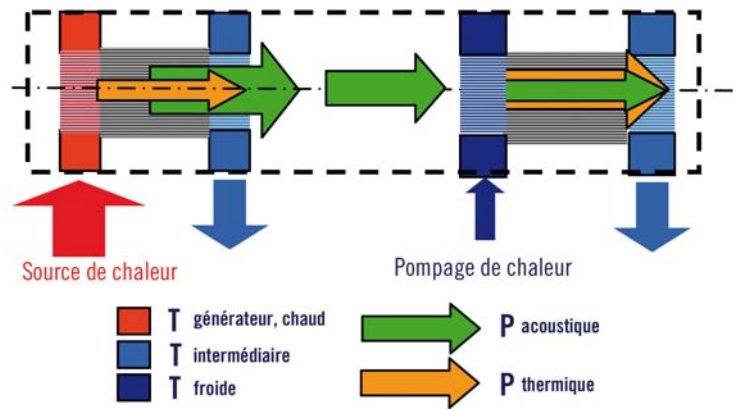 Source de chaleur
Pompage de chaleur
T générateur, chaud
P acoustique
T intermédiaire
T froide
P thermique